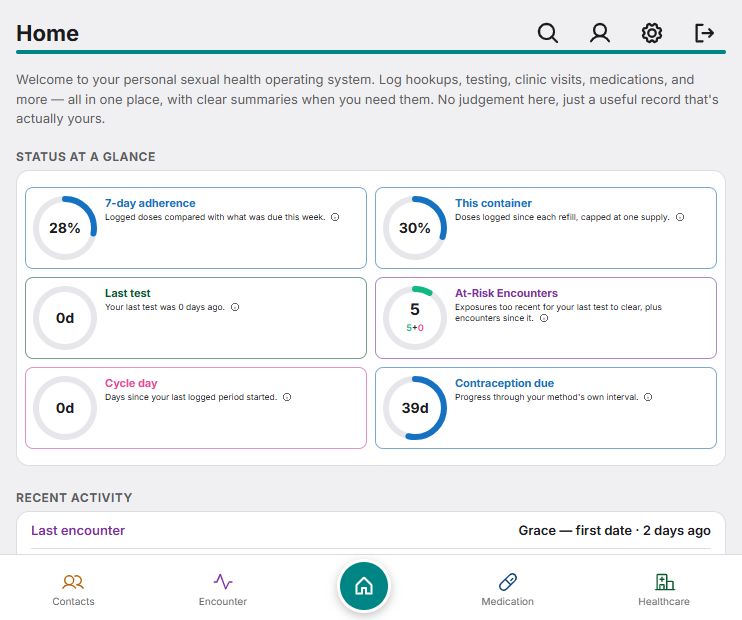 Home
Welcome to your personal sexual health operating system. Log hookups, testing, clinic visits, medications, and
more — all in one place, with clear summaries when you need them. No judgement here, just a useful record that's
actually yours.
STATUS AT A GLANCE
28%
7-day adherence
Logged doses compared with what was due this week.
30%
This container
Doses logged since each refill, capped at one supply.
0d
Last test
Your last test was 0 days ago.
5
5+0
At-Risk Encounters
Exposures too recent for your last test to clear, plus
encounters since it.
0d
Cycle day
Days since your last logged period started.
39d
Contraception due
Progress through your method's own interval.
RECENT ACTIVITY
Last encounter
Grace — first date · 2 days ago
Contacts
Encounter
Medication
Healthcare